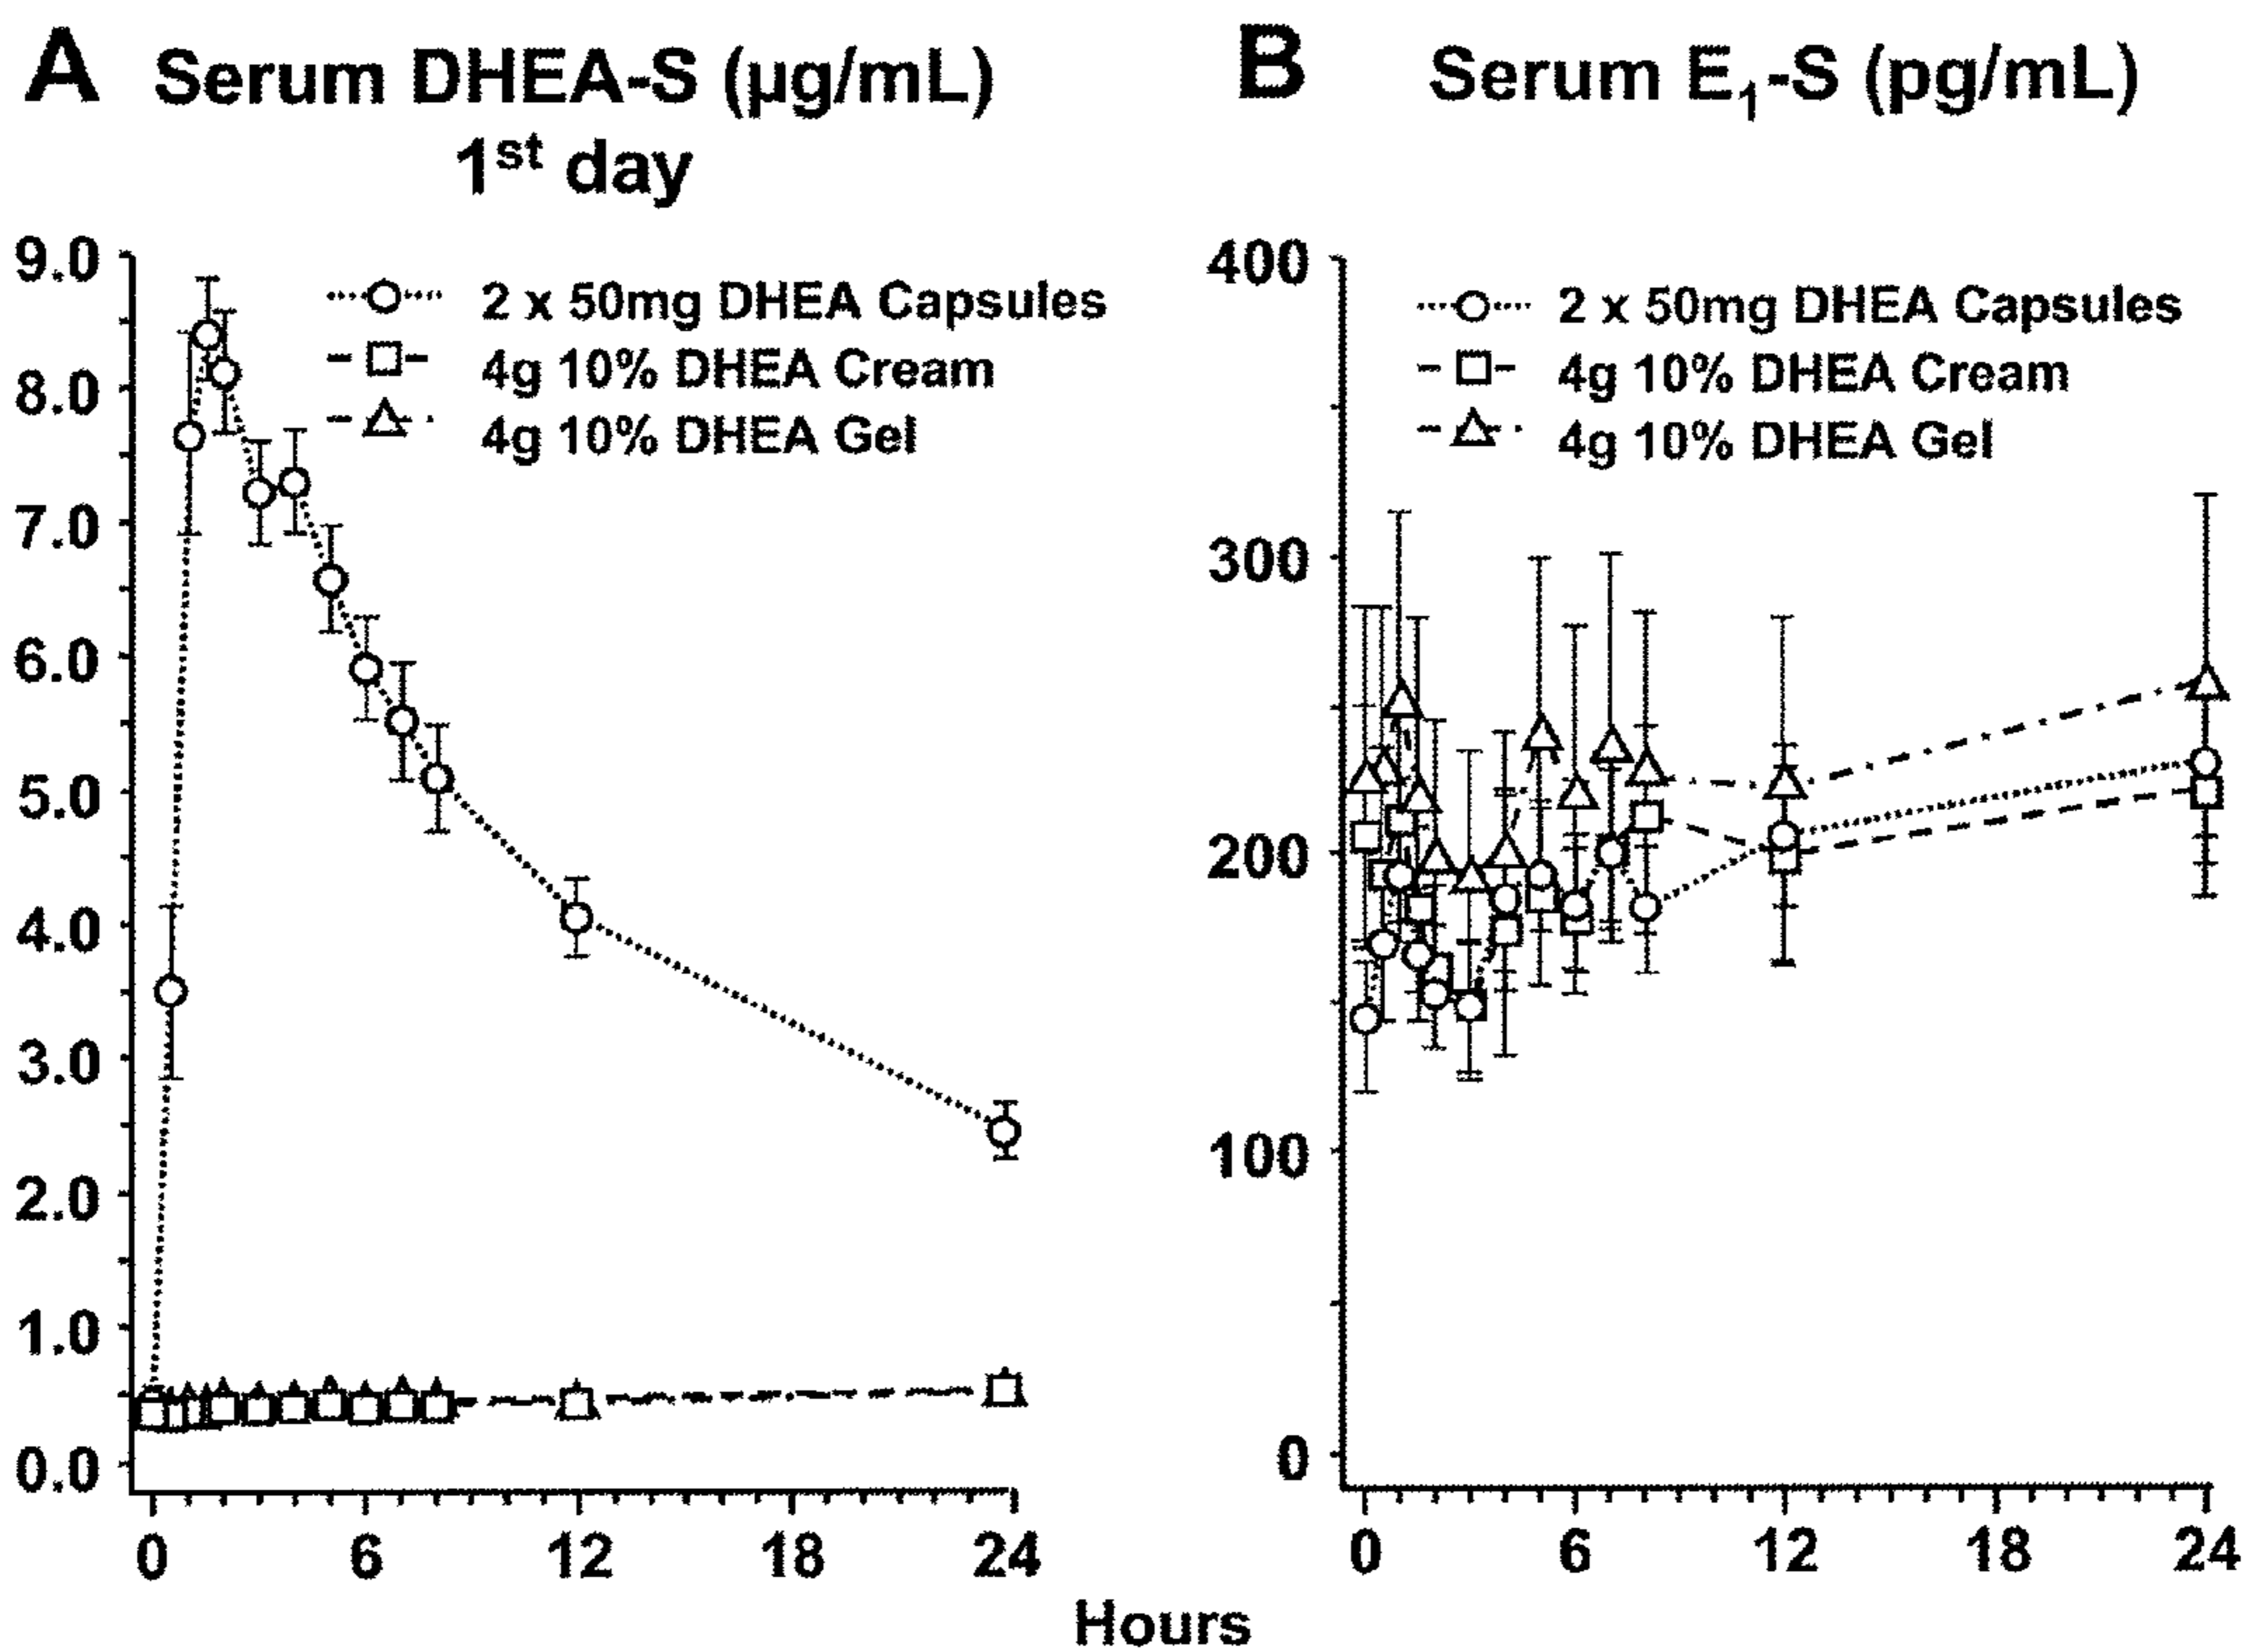 A Serum DHEA-S (µg/mL)
1st day
9.0
8.0
7.0
6.0
5.0
4.0
3.0
2.0
1.0
0.0
2 x 50mg DHEA Capsules
4g 10% DHEA Cream
4g 10% DHEA Gel
0 6 12 18 24
B Serum E1-S (pg/mL)
400
300
200
100
0
2 x 50mg DHEA Capsules
4g 10% DHEA Cream
4g 10% DHEA Gel
0 6 12 18 24
Hours